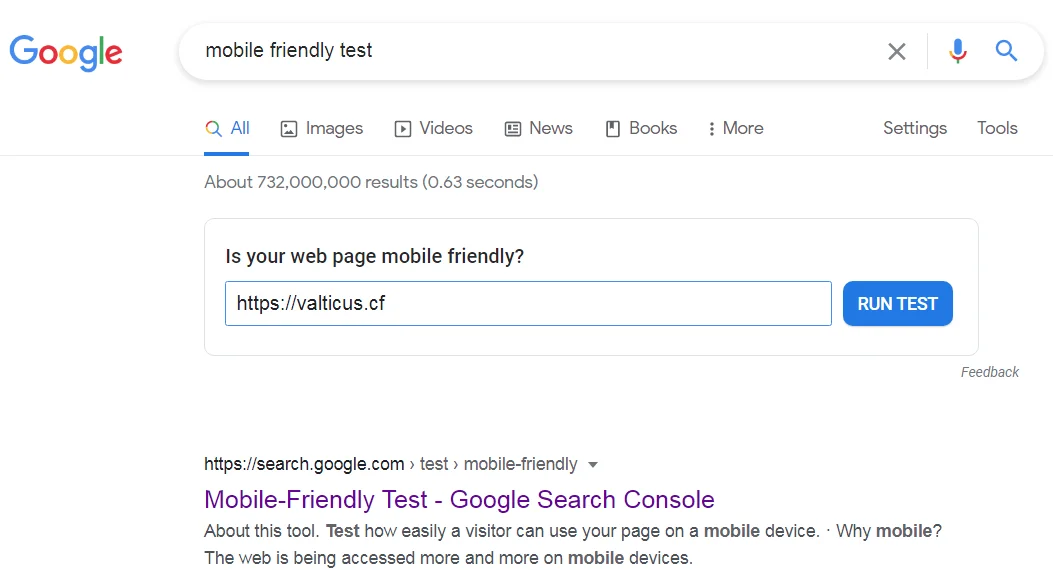 Google
mobile friendly test
All Images Videos News Books More Settings Tools
About 732,000,000 results (0.63 seconds)
Is your web page mobile friendly?
https://valticus.cf RUN TEST
Feedback
https://search.google.com › test › mobile-friendly
Mobile-Friendly Test - Google Search Console
About this tool. Test how easily a visitor can use your page on a mobile device. · Why mobile?
The web is being accessed more and more on mobile devices.